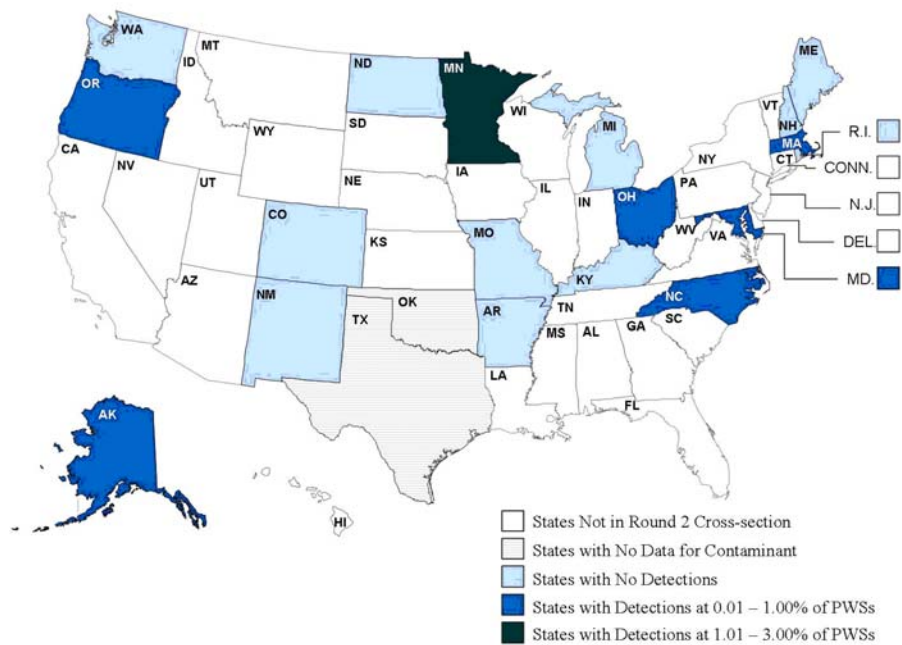 WA
MT
ME
ND
MN
ID
OR
VT
WI
MI
NH
SD
R.I.
MA
WY
CT
CONN.
CA
NY
NV
IA
NE
PA
N.J.
UT
IL
OH
IN
CO
WV
VA
DEL.
MO
KS
MD.
KY
AZ
NC
NM
OK
TN
TX
AR
SC
MS
AL
GA
LA
FL
AK
HI
States Not in Round 2 Cross-section
States with No Data for Contaminant
States with No Detections
States with Detections at 0.01 – 1.00% of PWSs
States with Detections at 1.01 – 3.00% of PWSs